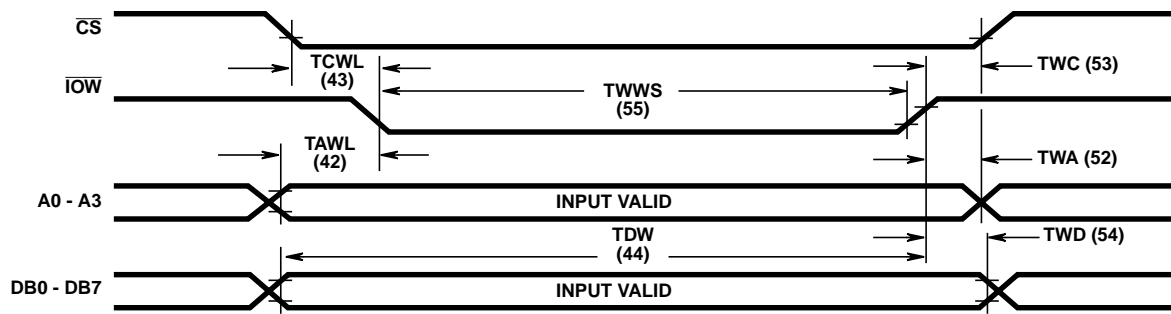 CS
TCWL
(43)
TWC (53)
IOW
TWWS
(55)
TAWL
(42)
TWA (52)
A0 - A3
INPUT VALID
TDW
(44)
TWD (54)
DB0 - DB7
INPUT VALID